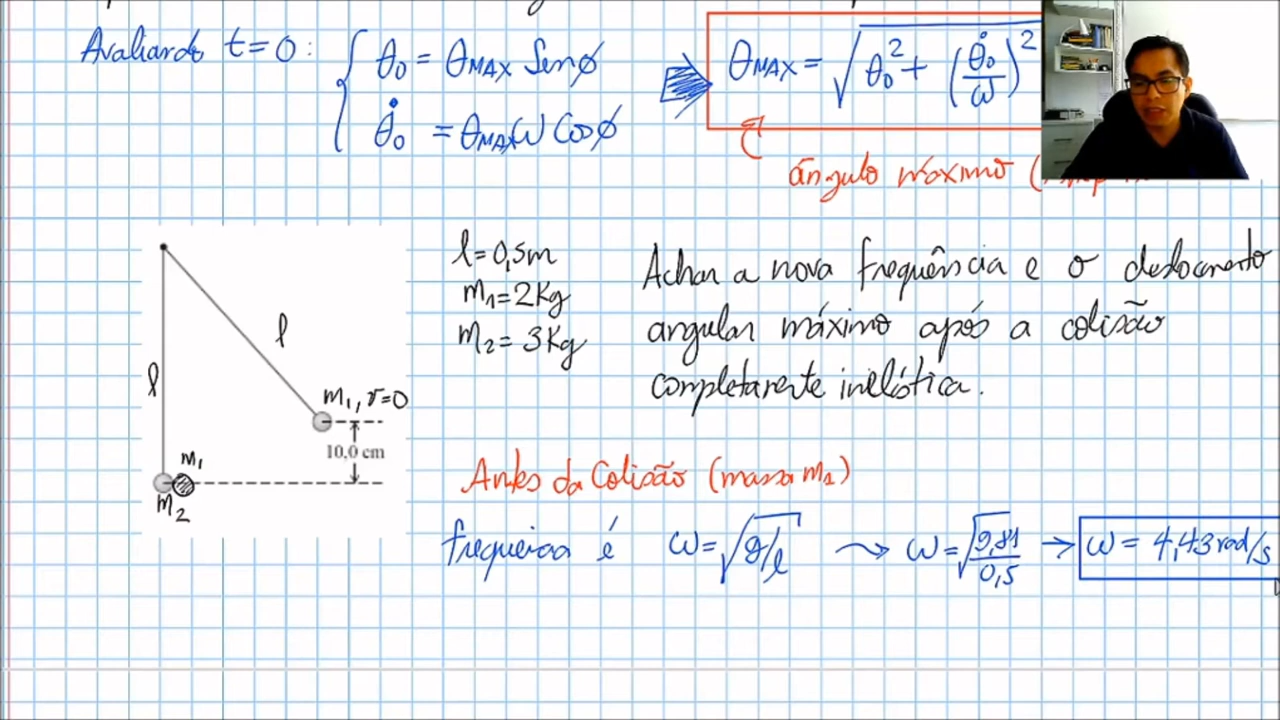 Avaliando t=0: { θ₀ = θMAX Senϕ
θ̇₀ = θMAX ω Cosϕ
θMAX = √(θ₀² + (θ̇₀/ω)²)
ângulo máximo (
l=0,5m
m₁=2Kg
m₂=3Kg
Achar a nova frequência e o deslocamento
angular máximo após a colisão
completamente inelástica.
l
l
m₁, v=0
10,0 cm
m₁
m₂
Antes da Colisão (massa m₁)
frequência é ω=√g/l → ω=√9,81/0,5 → ω = 4,43 rad/s